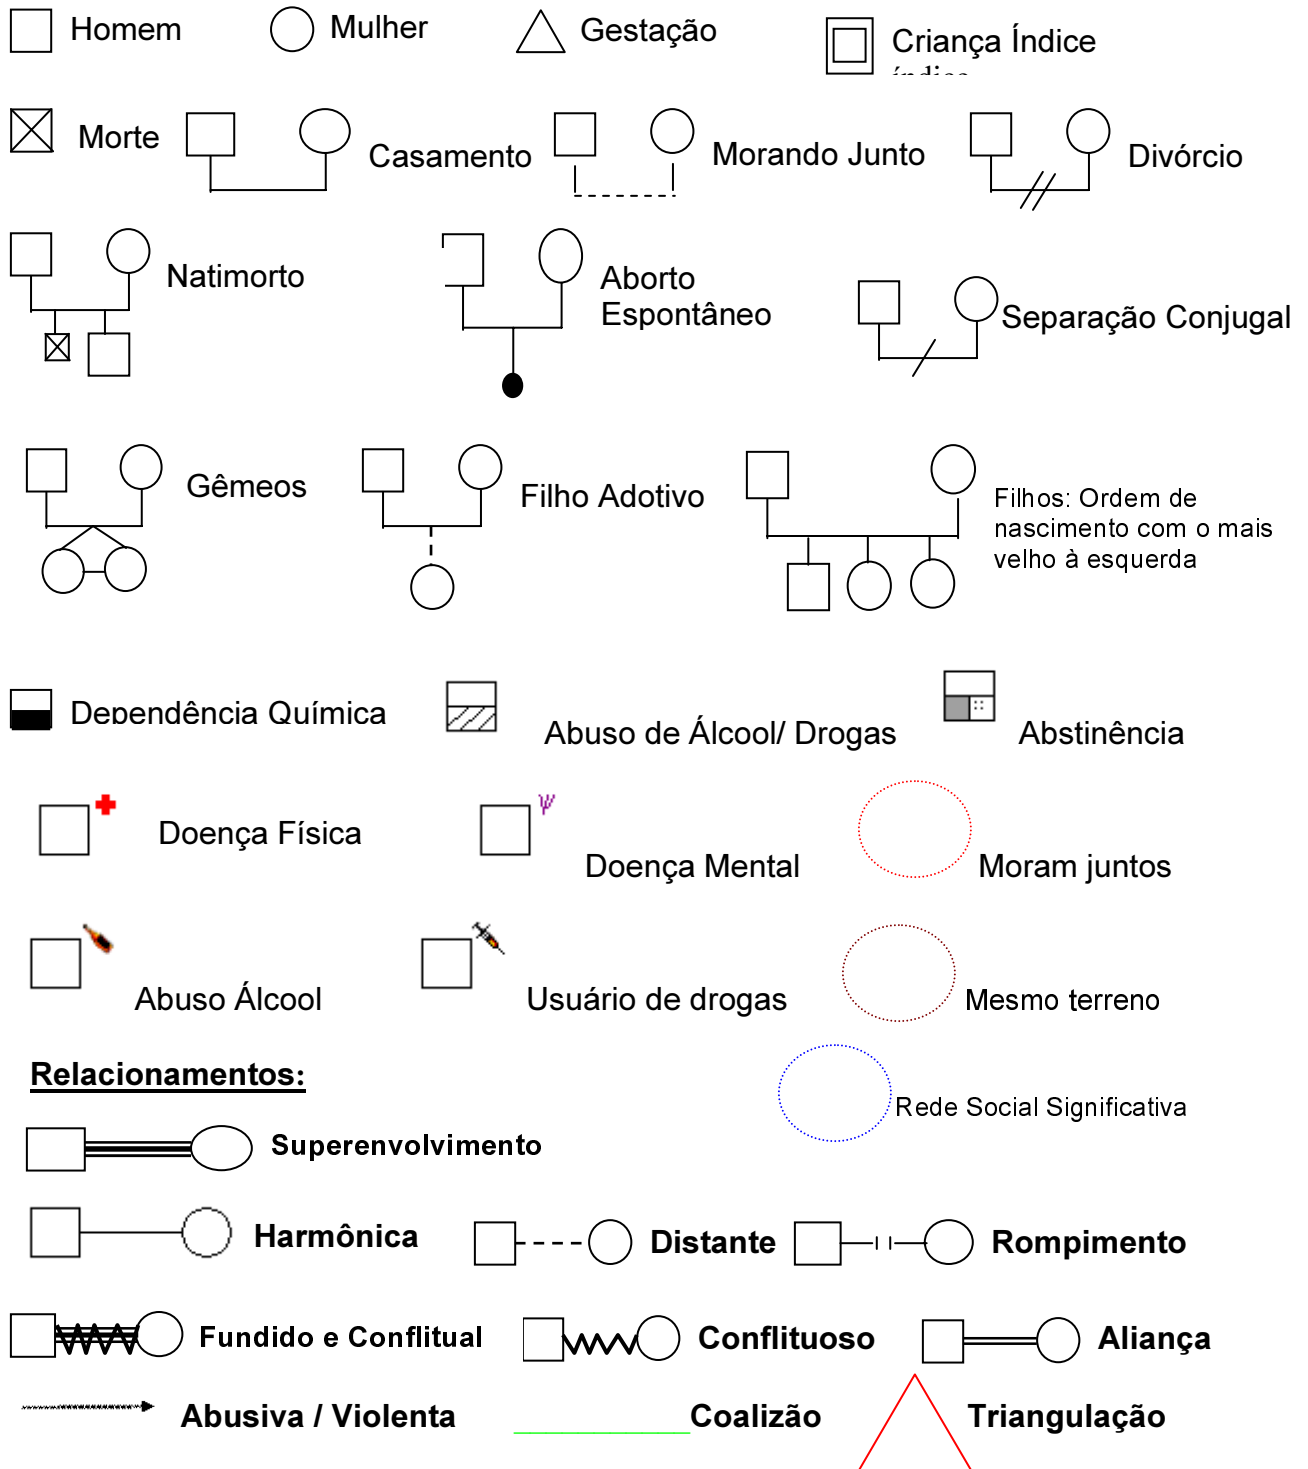 Homem
Mulher
Gestação
Criança Índice
Morte
Casamento
Morando Junto
Divórcio
Natimorto
Aborto
Espontâneo
Separação Conjugal
Gêmeos
Filho Adotivo
Filhos: Ordem de
nascimento com o mais
velho à esquerda
Dependência Química
Abuso de Álcool/ Drogas
Abstinência
Doença Física
Doença Mental
Moram juntos
Abuso Álcool
Usuário de drogas
Mesmo terreno
Relacionamentos:
Rede Social Significativa
Superenvolvimento
Harmônica
Distante
Rompimento
Fundido e Conflitual
Conflituoso
Aliança
Abusiva / Violenta
Coalizão
Triangulação